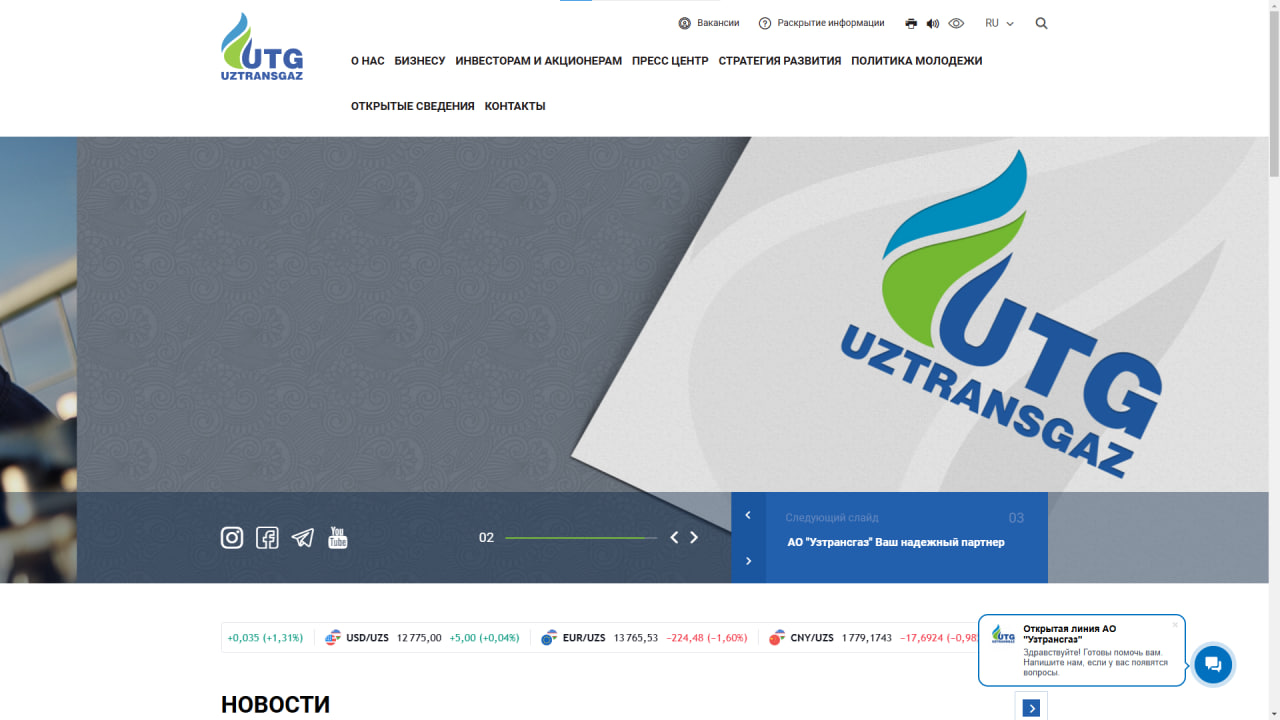 UTG
UZTRANSGAZ
Вакансии
Раскрытие информации
RU
О НАС
БИЗНЕСУ
ИНВЕСТОРАМ И АКЦИОНЕРАМ
ПРЕСС ЦЕНТР
СТРАТЕГИЯ РАЗВИТИЯ
ПОЛИТИКА МОЛОДЕЖИ
ОТКРЫТЫЕ СВЕДЕНИЯ
КОНТАКТЫ
UTG
UZTRANSGAZ
You
Tube
02
Следующий слайд
03
АО "Узтрансгаз" Ваш надежный партнер
+0,035 (+1,31%)
USD/UZS 12 775,00 +5,00 (+0,04%)
EUR/UZS 13 765,53 −224,48 (−1,60%)
CNY/UZS 1 779,1743 −17,6924 (−0,98
UTG
UZTRANSGAZ
Открытая линия АО
"Узтрансгаз"
Здравствуйте! Готовы помочь вам.
Напишите нам, если у вас появятся
вопросы.
НОВОСТИ